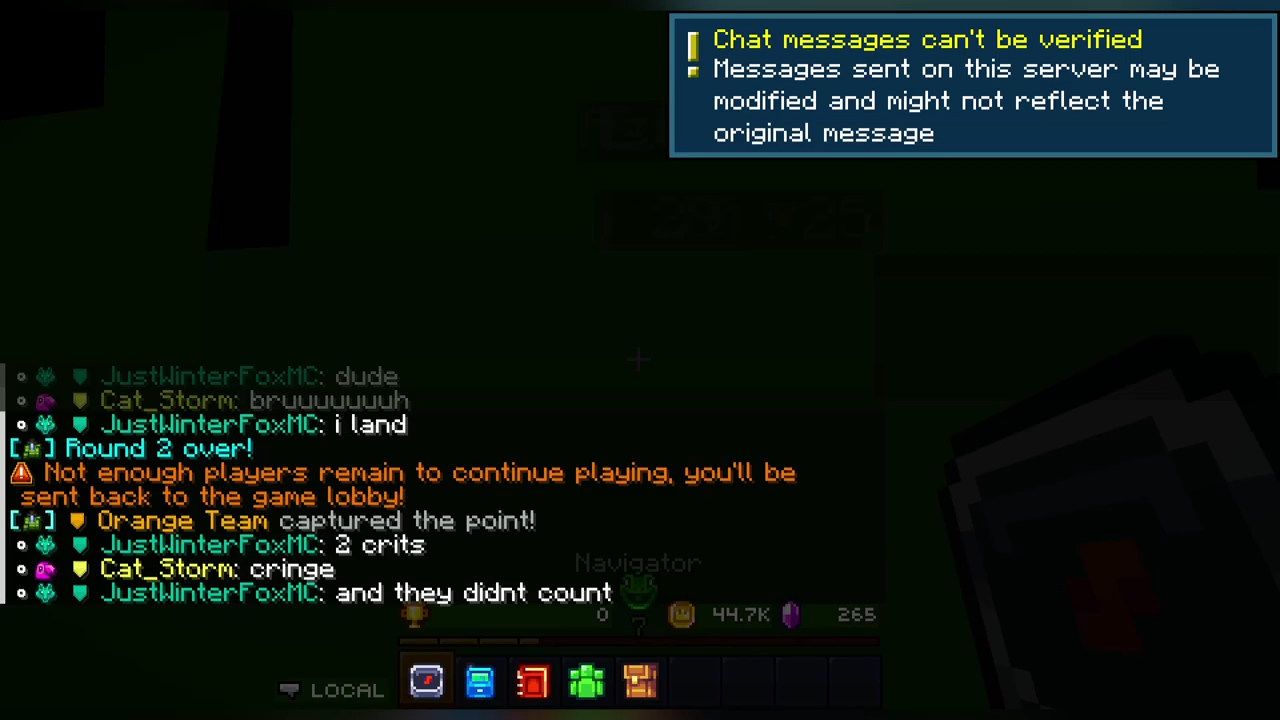 Chat messages can't be verified
Messages sent on this server may be
modified and might not reflect the
original message
JustWinterFoxMC: dude
Cat_Storm: bruuuuuuuh
JustWinterFoxMC: i land
[ ] Round 2 over!
Not enough players remain to continue playing, you'll be
sent back to the game lobby!
[ ] Orange Team captured the point!
JustWinterFoxMC: 2 crits
Cat_Storm: cringe
JustWinterFoxMC: and they didnt count
Navigator
0 7 44.7K 265
LOCAL